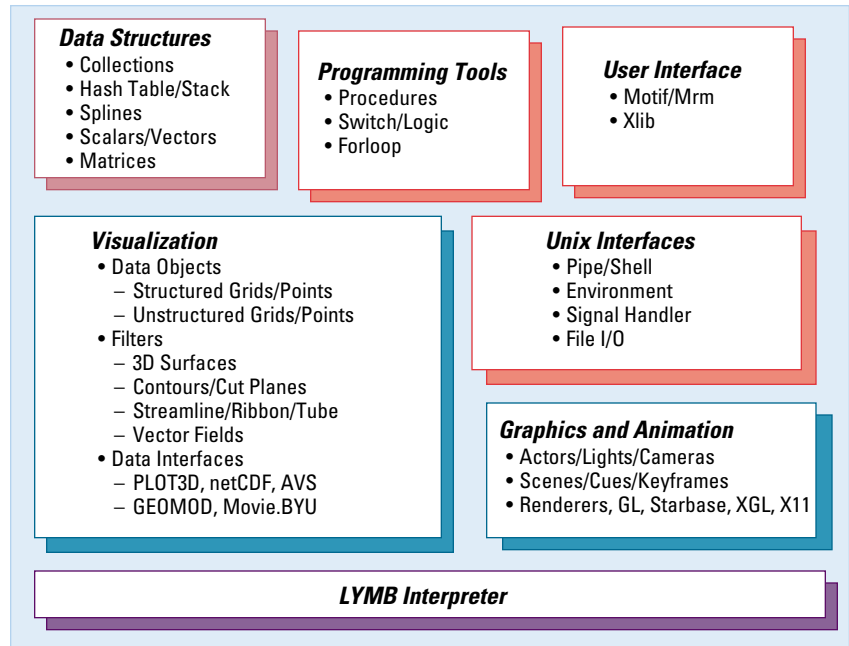 Data Structures
• Collections
• Hash Table/Stack
• Splines
• Scalars/Vectors
• Matrices
Programming Tools
• Procedures
• Switch/Logic
• Forloop
User Interface
• Motif/Mrm
• Xlib
Visualization
• Data Objects
– Structured Grids/Points
– Unstructured Grids/Points
• Filters
– 3D Surfaces
– Contours/Cut Planes
– Streamline/Ribbon/Tube
– Vector Fields
• Data Interfaces
– PLOT3D, netCDF, AVS
– GEOMOD, Movie.BYU
Unix Interfaces
• Pipe/Shell
• Environment
• Signal Handler
• File I/O
Graphics and Animation
• Actors/Lights/Cameras
• Scenes/Cues/Keyframes
• Renderers, GL, Starbase, XGL, X11
LYMB Interpreter